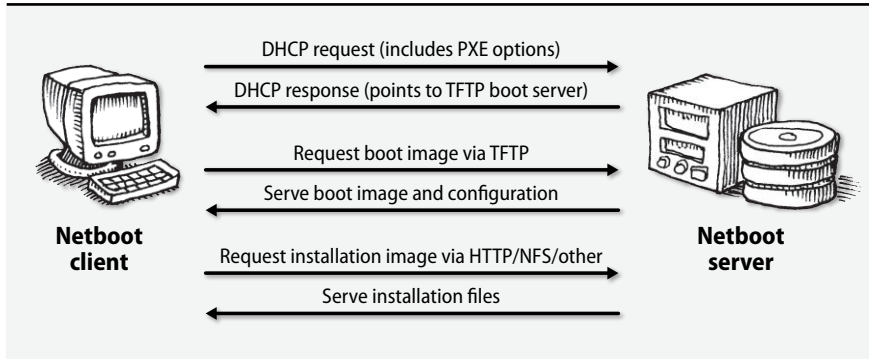 DHCP request (includes PXE options)
DHCP response (points to TFTP boot server)
Request boot image via TFTP
Serve boot image and configuration
Netboot
client
Netboot
server
Request installation image via HTTP/NFS/other
Serve installation files